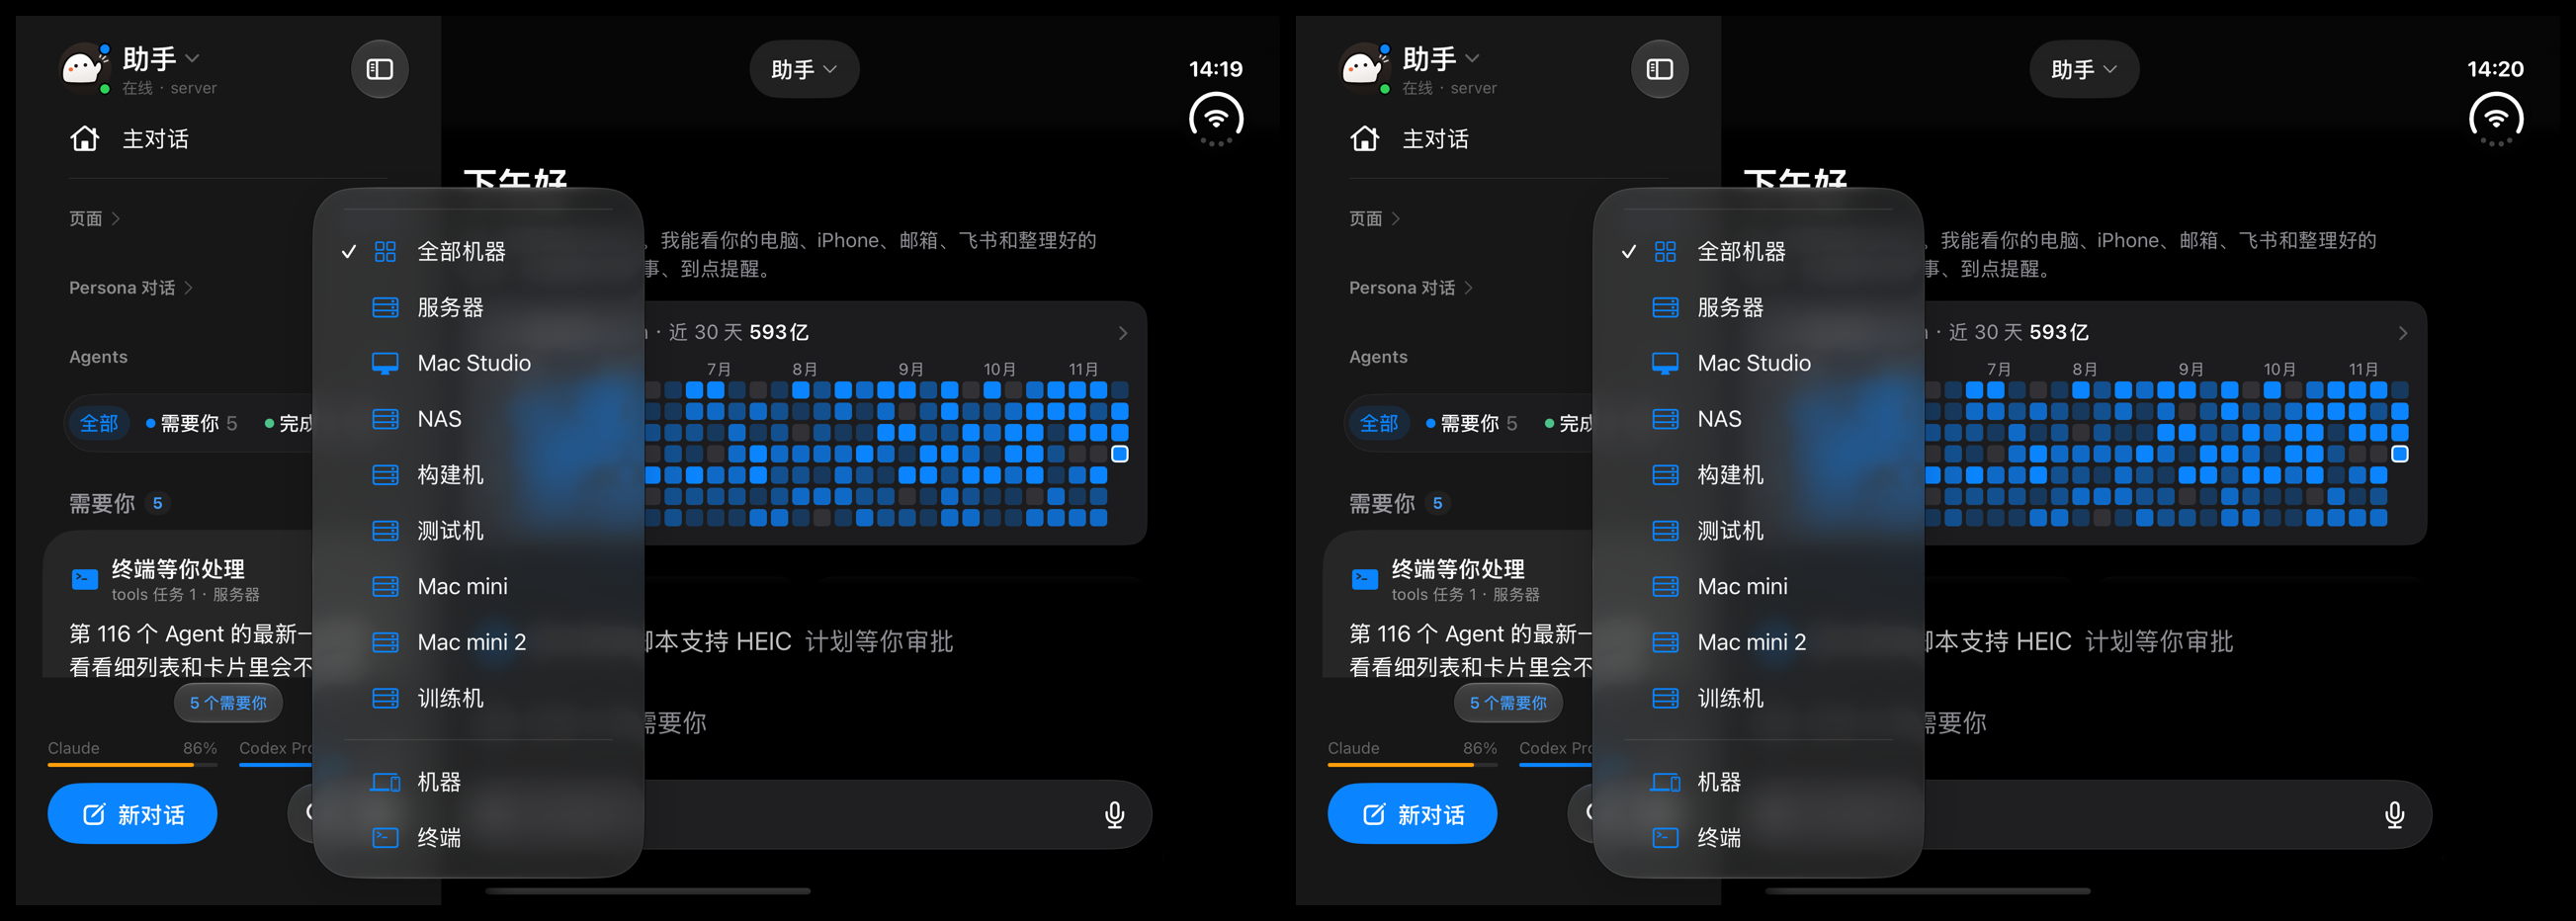 助手
在线 · server
主对话
页面
Persona 对话
Agents
全部 需要你 5 完成
需要你 5
终端等你处理
tools 任务 1 · 服务器
第 116 个 Agent 的最新一
看看细列表和卡片里会不
5 个需要你
Claude 86% Codex Pro
新对话
全部机器
服务器
Mac Studio
NAS
构建机
测试机
Mac mini
Mac mini 2
训练机
机器
终端
助手
14:19
下午好
。我能看你的电脑、iPhone、邮箱、飞书和整理好的
事、到点提醒。
· 近 30 天 593亿
7月 8月 9月 10月 11月
脚本支持 HEIC 计划等你审批
需要你
助手
在线 · server
主对话
页面
Persona 对话
Agents
全部 需要你 5 完成
需要你 5
终端等你处理
tools 任务 1 · 服务器
第 116 个 Agent 的最新一
看看细列表和卡片里会不
5 个需要你
Claude 86% Codex Pro
新对话
全部机器
服务器
Mac Studio
NAS
构建机
测试机
Mac mini
Mac mini 2
训练机
机器
终端
助手
14:20
下午好
。我能看你的电脑、iPhone、邮箱、飞书和整理好的
事、到点提醒。
· 近 30 天 593亿
7月 8月 9月 10月 11月
脚本支持 HEIC 计划等你审批
需要你